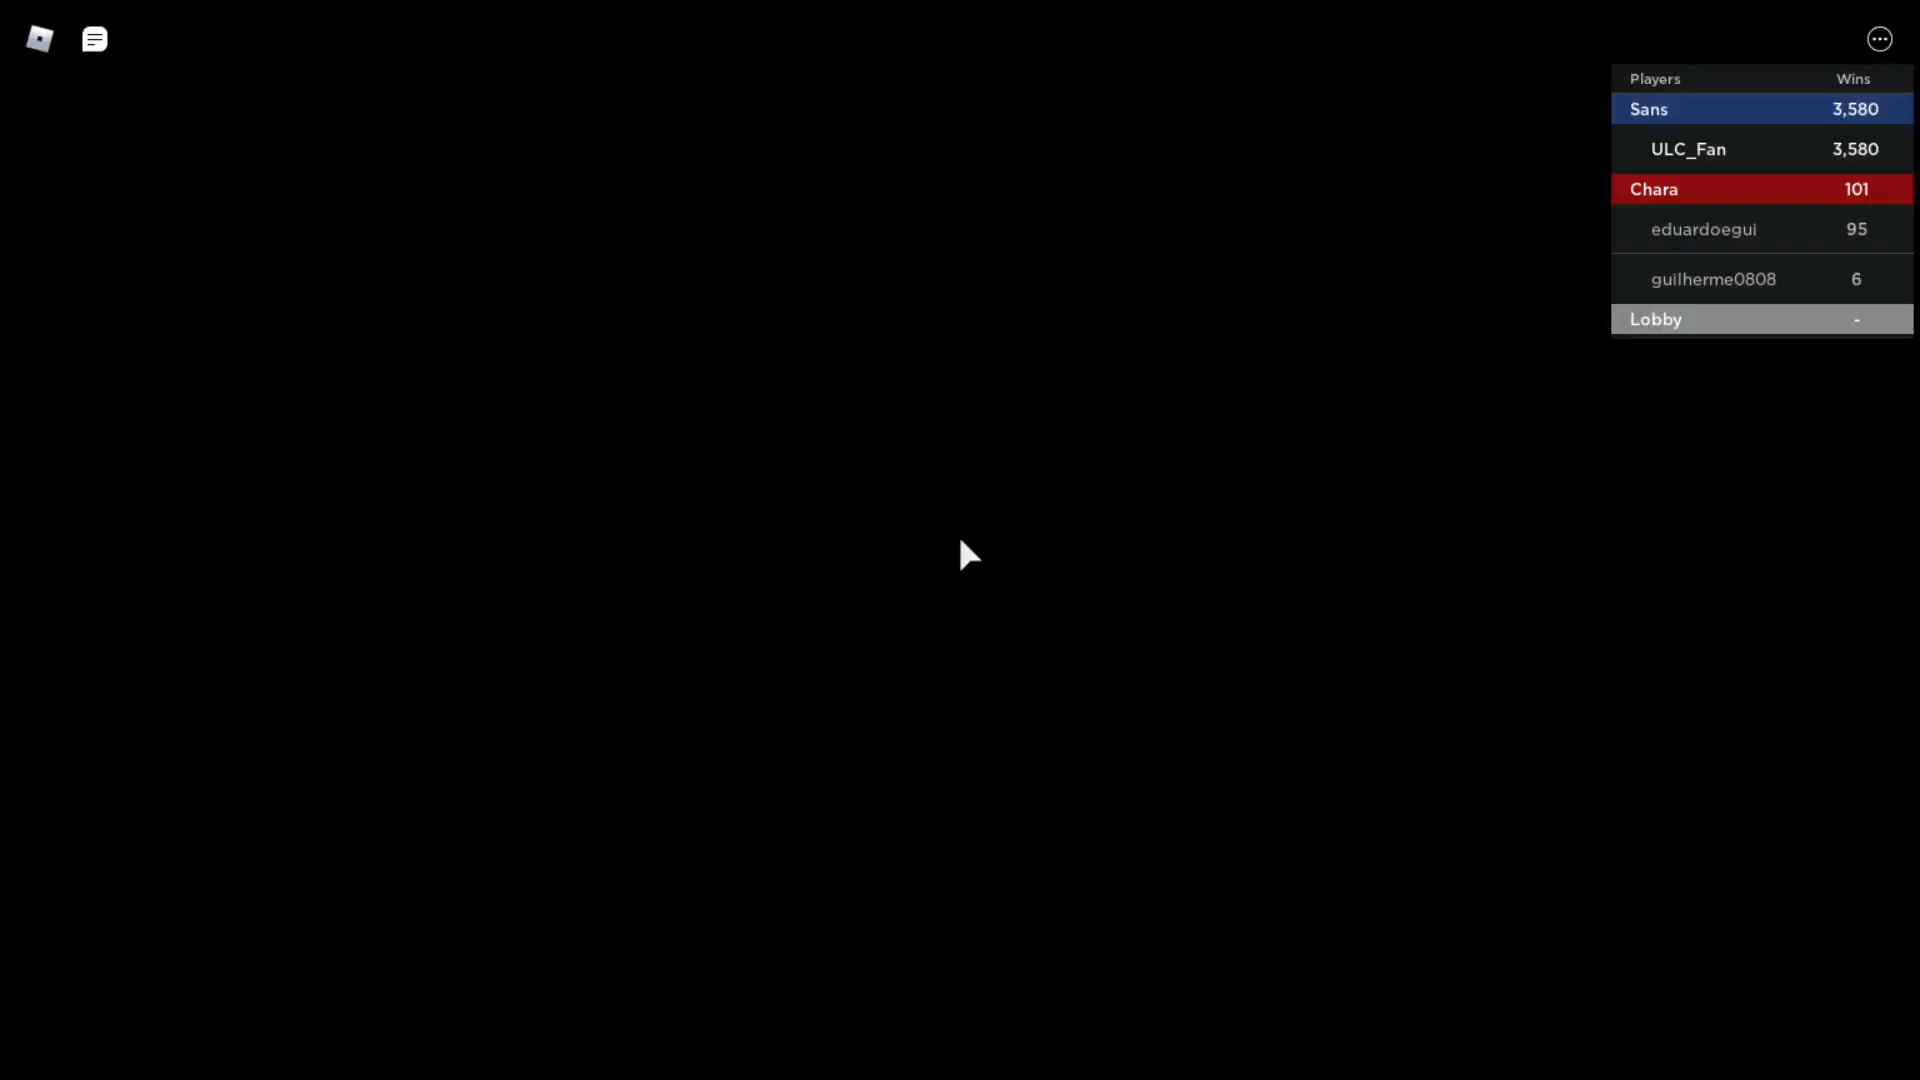 Players Wins
Sans 3,580
ULC_Fan 3,580
Chara 101
eduardoegui 95
guilherme0808 6
Lobby -